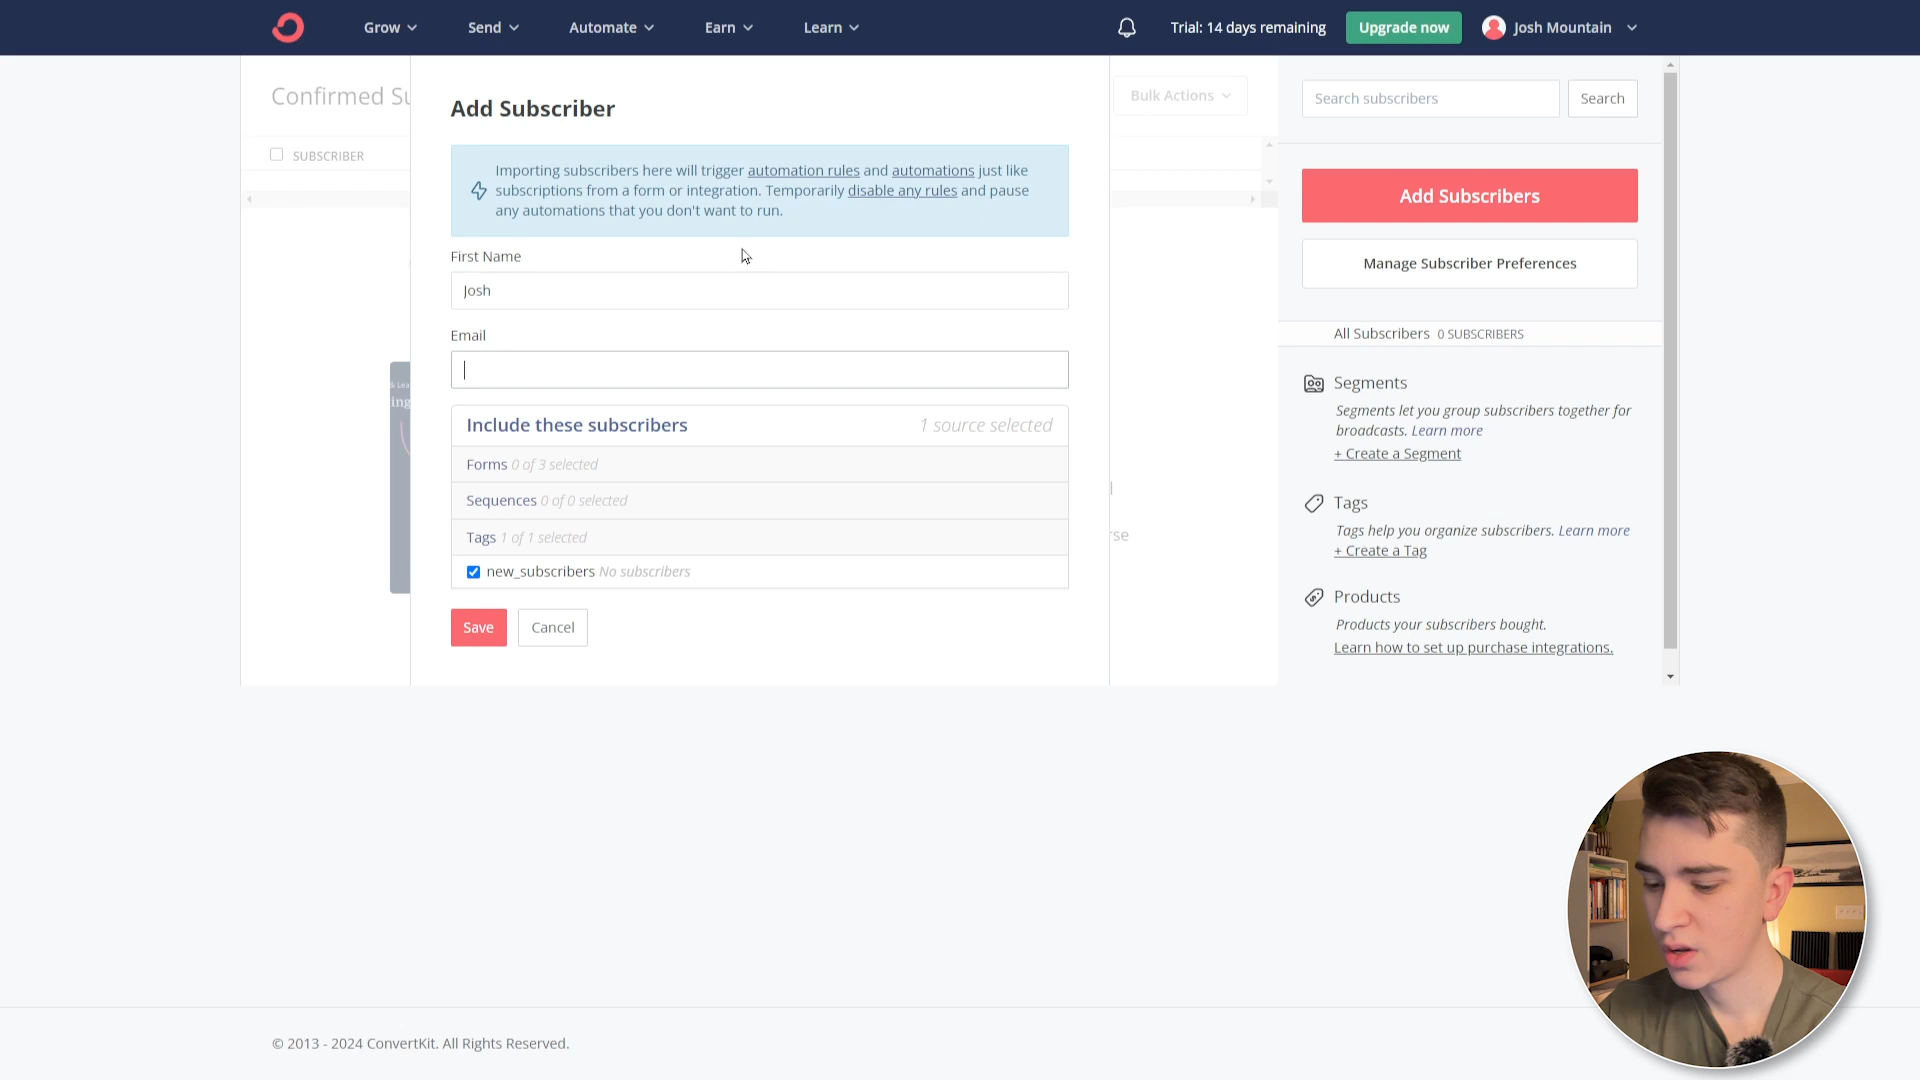 Grow
Send
Automate
Earn
Learn
Trial: 14 days remaining
Upgrade now
Josh Mountain
Confirmed Su
SUBSCRIBER
Add Subscriber
Importing subscribers here will trigger automation rules and automations just like
subscriptions from a form or integration. Temporarily disable any rules and pause
any automations that you don't want to run.
First Name
Josh
Email
Include these subscribers 1 source selected
Forms 0 of 3 selected
Sequences 0 of 0 selected
Tags 1 of 1 selected
new_subscribers No subscribers
Save
Cancel
Bulk Actions
rse
& Lea
ing
Search subscribers
Search
Add Subscribers
Manage Subscriber Preferences
All Subscribers 0 SUBSCRIBERS
Segments
Segments let you group subscribers together for
broadcasts. Learn more
+ Create a Segment
Tags
Tags help you organize subscribers. Learn more
+ Create a Tag
Products
Products your subscribers bought.
Learn how to set up purchase integrations.
© 2013 - 2024 ConvertKit. All Rights Reserved.